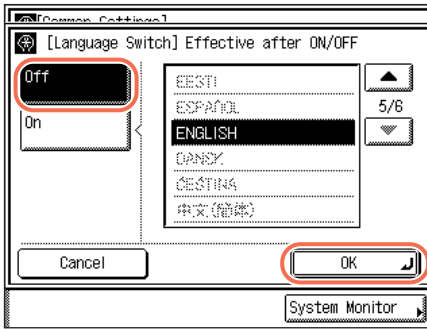 [Common Settings]
[Language Switch] Effective after ON/OFF
Off
On
EESTI
ESPAÑOL
ENGLISH
DANSK
ČEŠTINA
中文(简体)
5/6
Cancel
OK
System Monitor